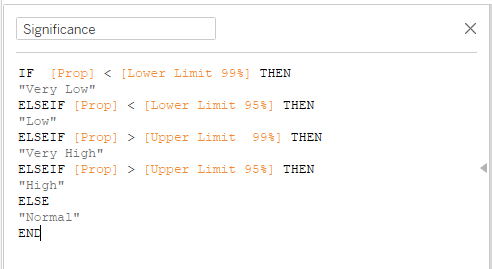 Significance
IF  [Prop] < [Lower Limit 99%] THEN
"Very Low"
ELSEIF [Prop] < [Lower Limit 95%] THEN
"Low"
ELSEIF [Prop] > [Upper Limit  99%] THEN
"Very High"
ELSEIF [Prop] > [Upper Limit 95%] THEN
"High"
ELSE
"Normal"
END